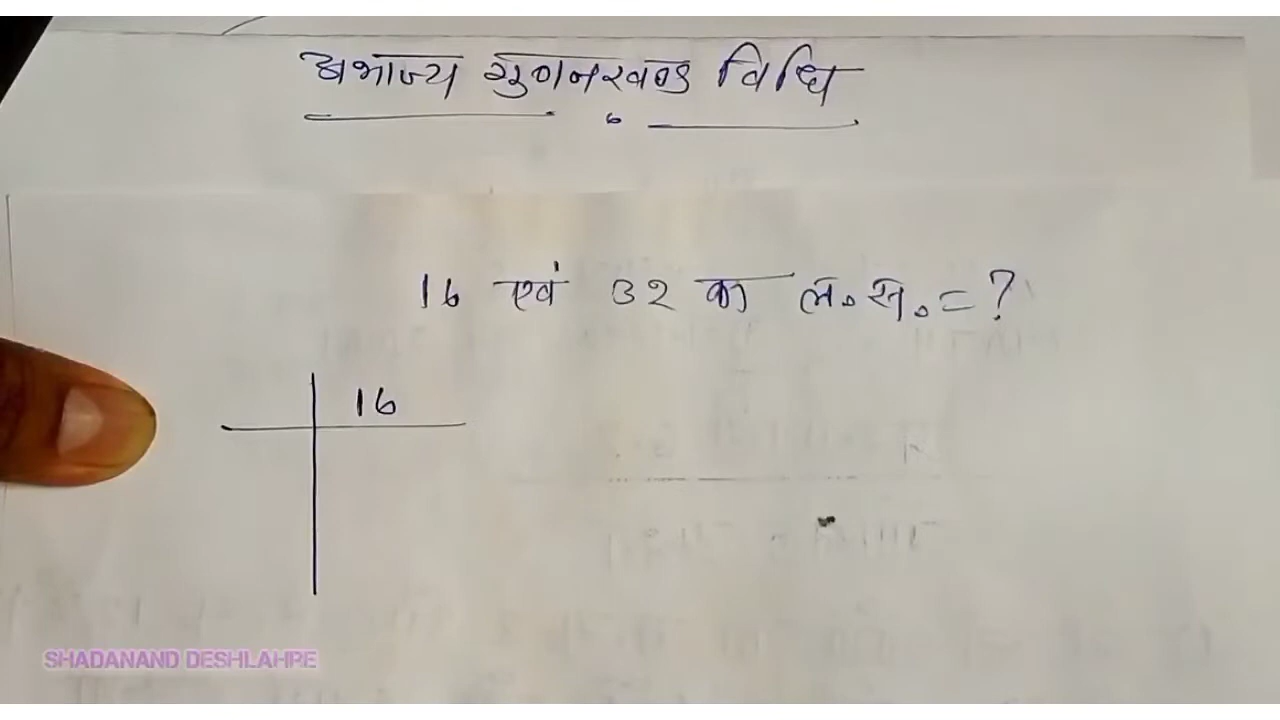 अभाज्य गुणनखण्ड विधि
16 एवं 32 का ल.स. = ?
16
SHADANAND DESHLAHRE